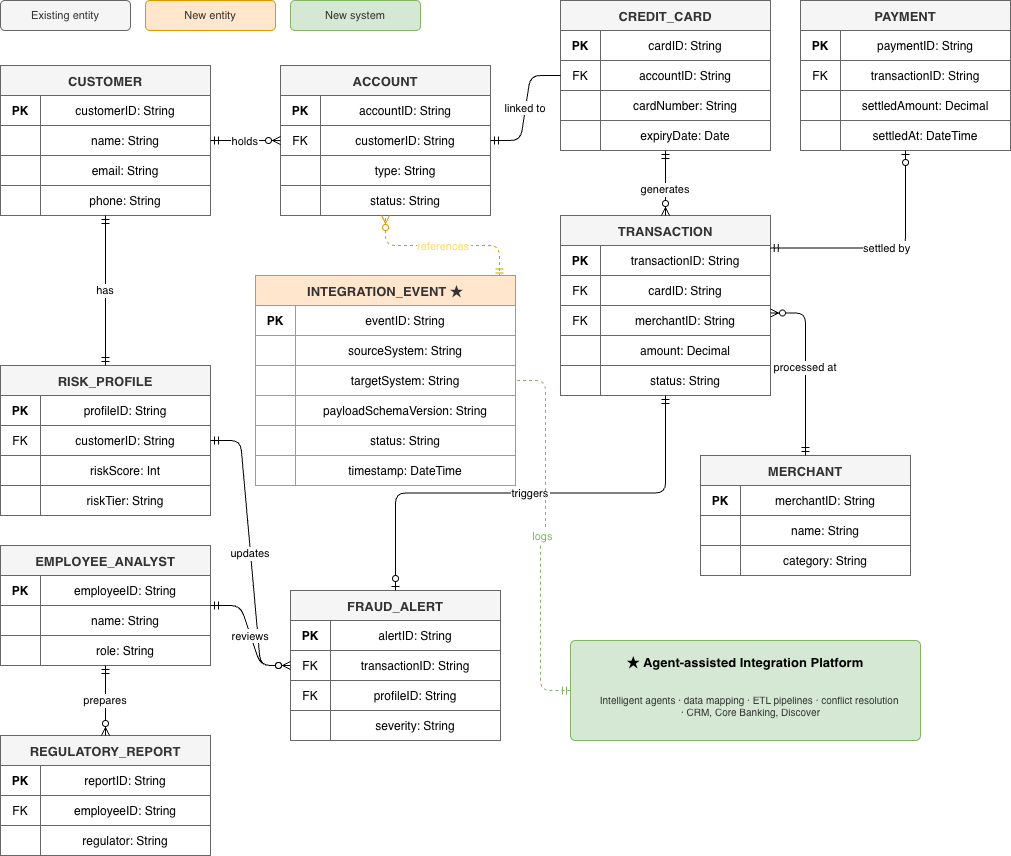 Existing entity
New entity
New system
CREDIT_CARD
PK cardID: String
FK accountID: String
cardNumber: String
expiryDate: Date
PAYMENT
PK paymentID: String
FK transactionID: String
settledAmount: Decimal
settledAt: DateTime
CUSTOMER
PK customerID: String
name: String
email: String
phone: String
holds
ACCOUNT
PK accountID: String
FK customerID: String
type: String
status: String
linked to
generates
settled by
references
has
TRANSACTION
PK transactionID: String
FK cardID: String
FK merchantID: String
amount: Decimal
status: String
processed at
INTEGRATION_EVENT ★
PK eventID: String
sourceSystem: String
targetSystem: String
payloadSchemaVersion: String
status: String
timestamp: DateTime
RISK_PROFILE
PK profileID: String
FK customerID: String
riskScore: Int
riskTier: String
MERCHANT
PK merchantID: String
name: String
category: String
triggers
logs
updates
reviews
EMPLOYEE_ANALYST
PK employeeID: String
name: String
role: String
prepares
FRAUD_ALERT
PK alertID: String
FK transactionID: String
FK profileID: String
severity: String
★ Agent-assisted Integration Platform
Intelligent agents · data mapping · ETL pipelines · conflict resolution
· CRM, Core Banking, Discover
REGULATORY_REPORT
PK reportID: String
FK employeeID: String
regulator: String